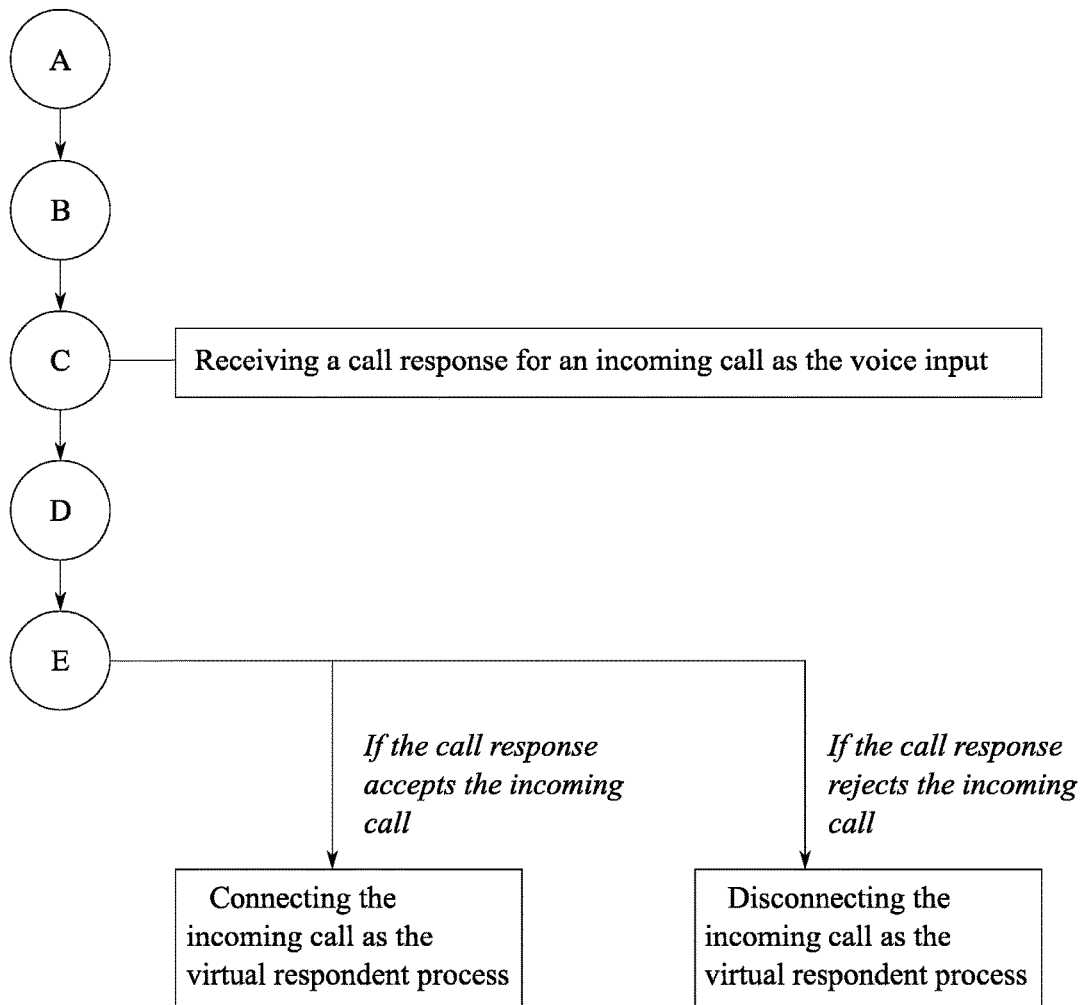 A
B
C
Receiving a call response for an incoming call as the voice input
D
E
If the call response
accepts the incoming
call
If the call response
rejects the incoming
call
Connecting the
incoming call as the
virtual respondent process
Disconnecting the
incoming call as the
virtual respondent process